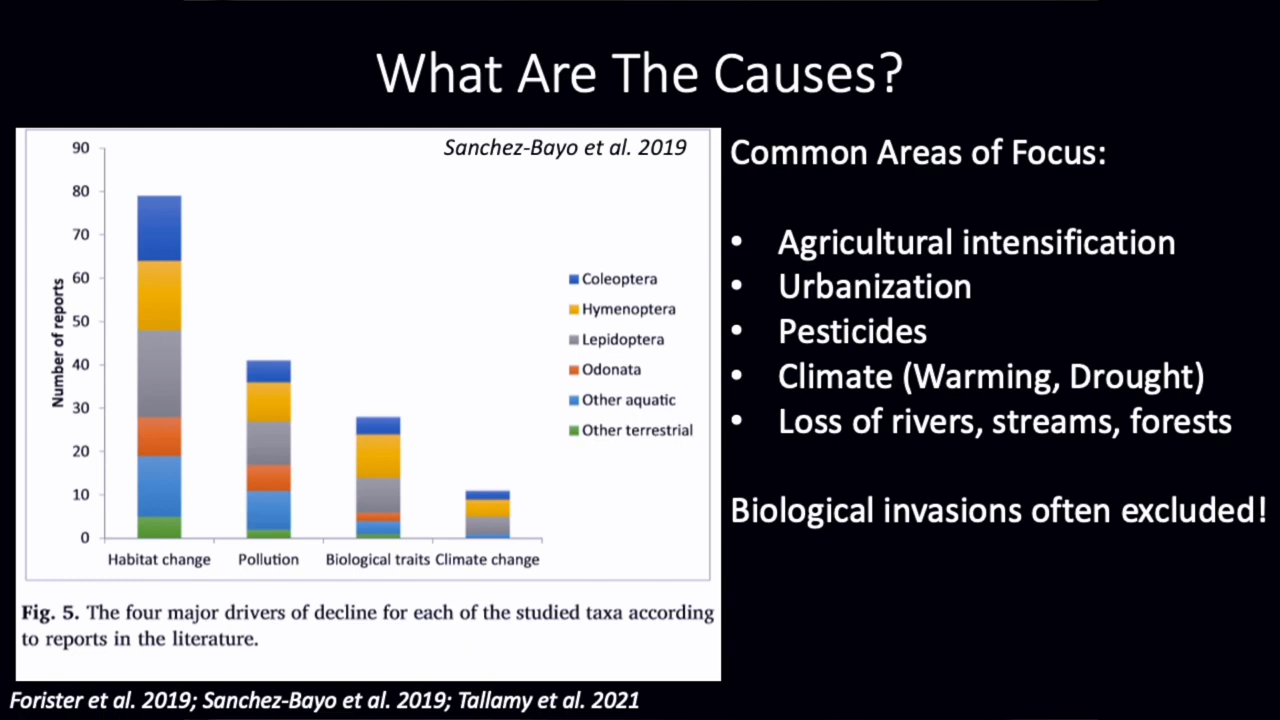 What Are The Causes?
Sanchez-Bayo et al. 2019
90
80
70
60
50
40
30
20
10
0
Number of reports
Habitat change
Pollution
Biological traits
Climate change
Coleoptera
Hymenoptera
Lepidoptera
Odonata
Other aquatic
Other terrestrial
Fig. 5. The four major drivers of decline for each of the studied taxa according
to reports in the literature.
Common Areas of Focus:
• Agricultural intensification
• Urbanization
• Pesticides
• Climate (Warming, Drought)
• Loss of rivers, streams, forests
Biological invasions often excluded!
Forister et al. 2019; Sanchez-Bayo et al. 2019; Tallamy et al. 2021